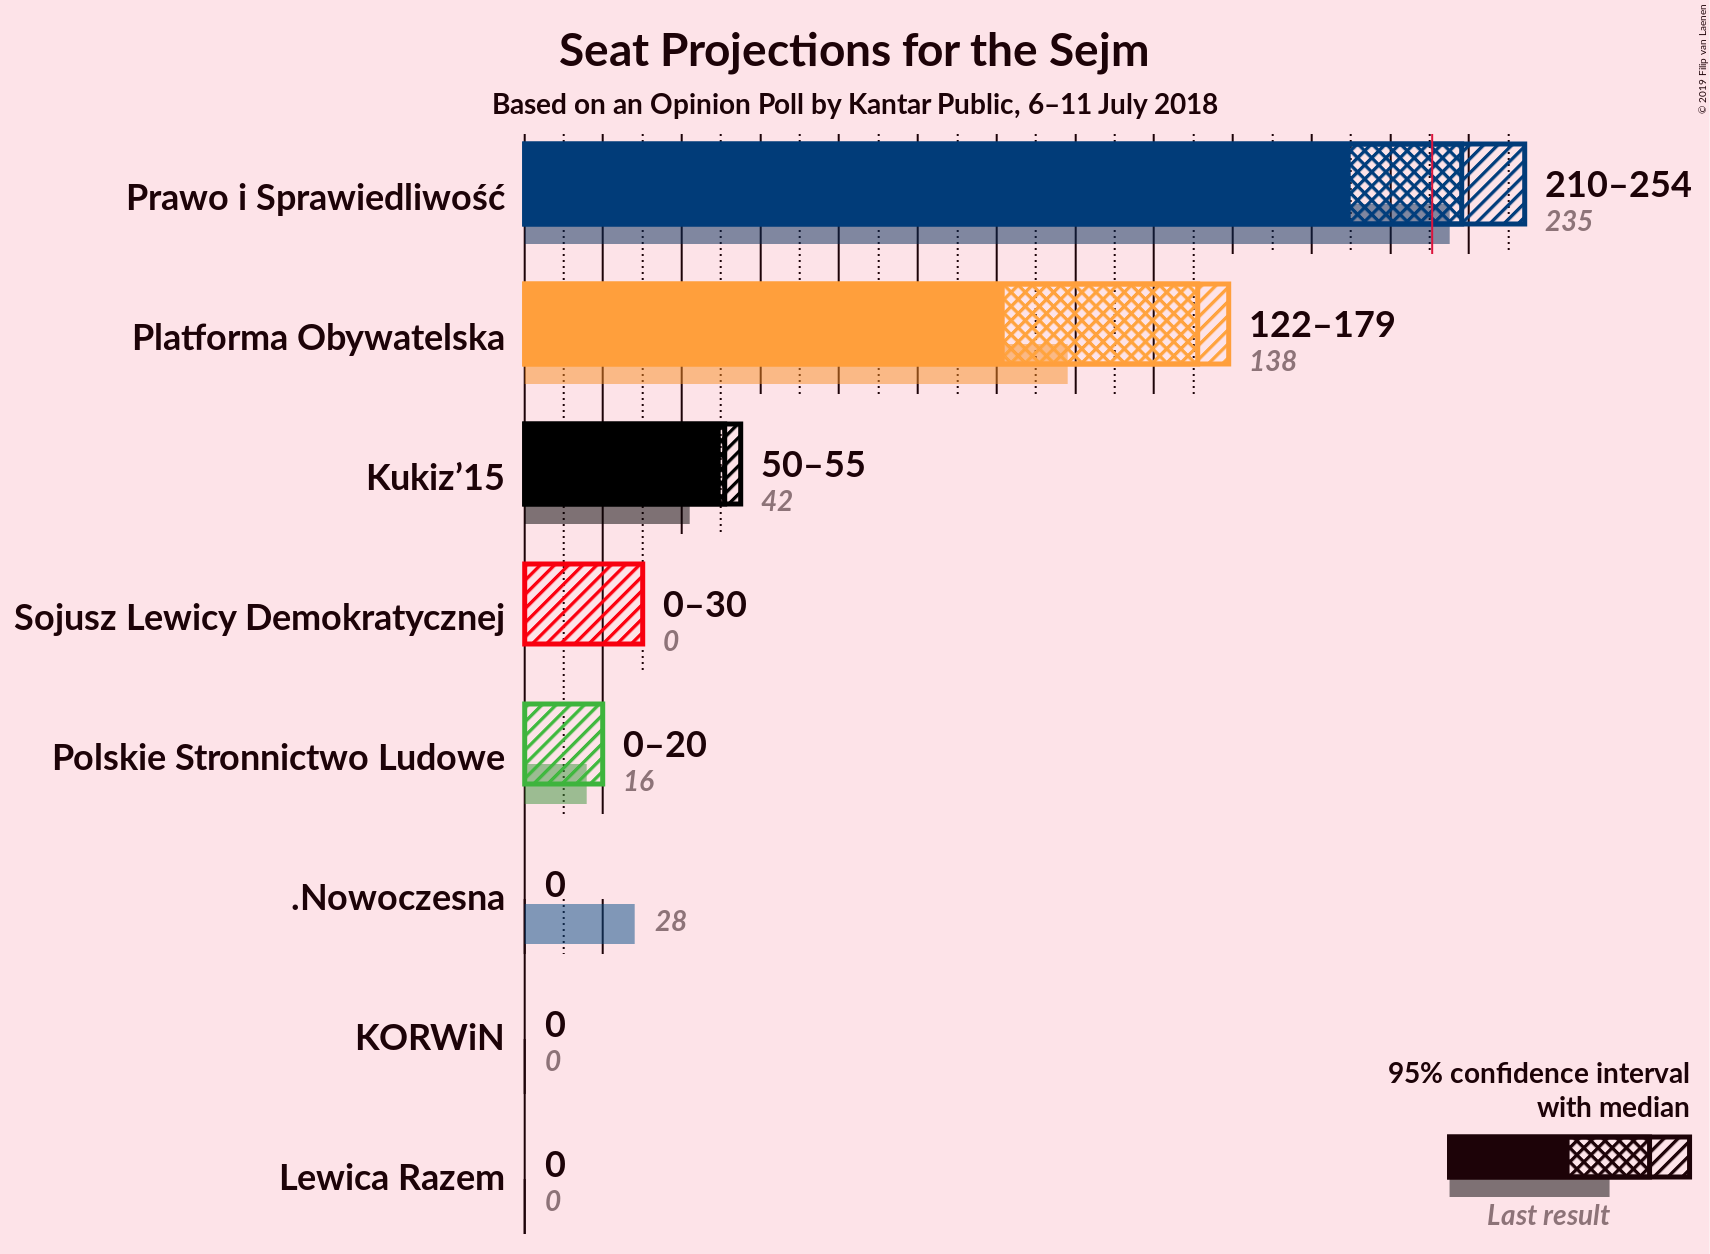 Seat Projections for the Sejm
Based on an Opinion Poll by Kantar Public, 6–11 July 2018
© 2019 Filip van Laenen
Prawo i Sprawiedliwość
210–254
235
Platforma Obywatelska
122–179
138
Kukiz’15
50–55
42
Sojusz Lewicy Demokratycznej
0–30
0
Polskie Stronnictwo Ludowe
0–20
16
.Nowoczesna
0
28
KORWiN
0
0
Lewica Razem
0
0
95% confidence interval
with median
Last result